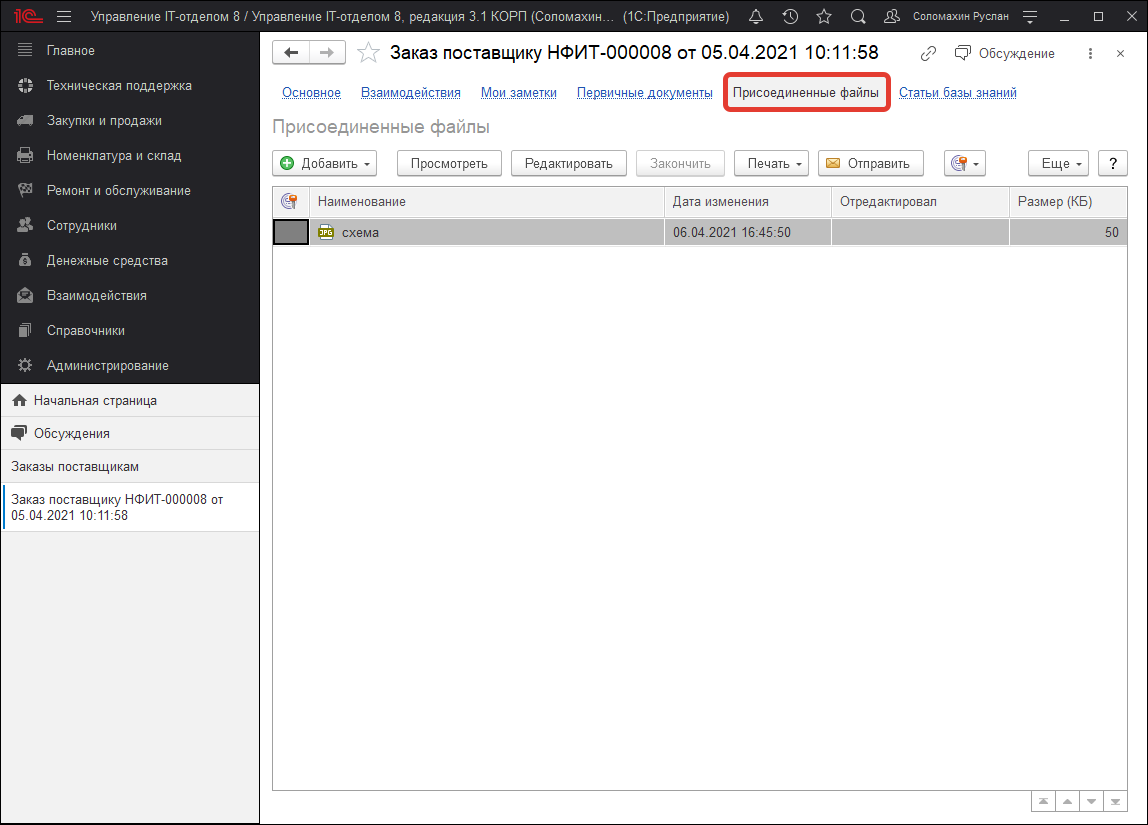 1С Управление IT-отделом 8 / Управление IT-отделом 8, редакция 3.1 КОРП (Соломахин... (1С:Предприятие) Соломахин Руслан
Главное
Техническая поддержка
Закупки и продажи
Номенклатура и склад
Ремонт и обслуживание
Сотрудники
Денежные средства
Взаимодействия
Справочники
Администрирование
Начальная страница
Обсуждения
Заказы поставщикам
Заказ поставщику НФИТ-000008 от
05.04.2021 10:11:58
Заказ поставщику НФИТ-000008 от 05.04.2021 10:11:58 Обсуждение
Основное Взаимодействия Мои заметки Первичные документы Присоединенные файлы Статьи базы знаний
Присоединенные файлы
Добавить Просмотреть Редактировать Закончить Печать Отправить Еще ?
Наименование Дата изменения Отредактировал Размер (КБ)
JPG схема 06.04.2021 16:45:50 50